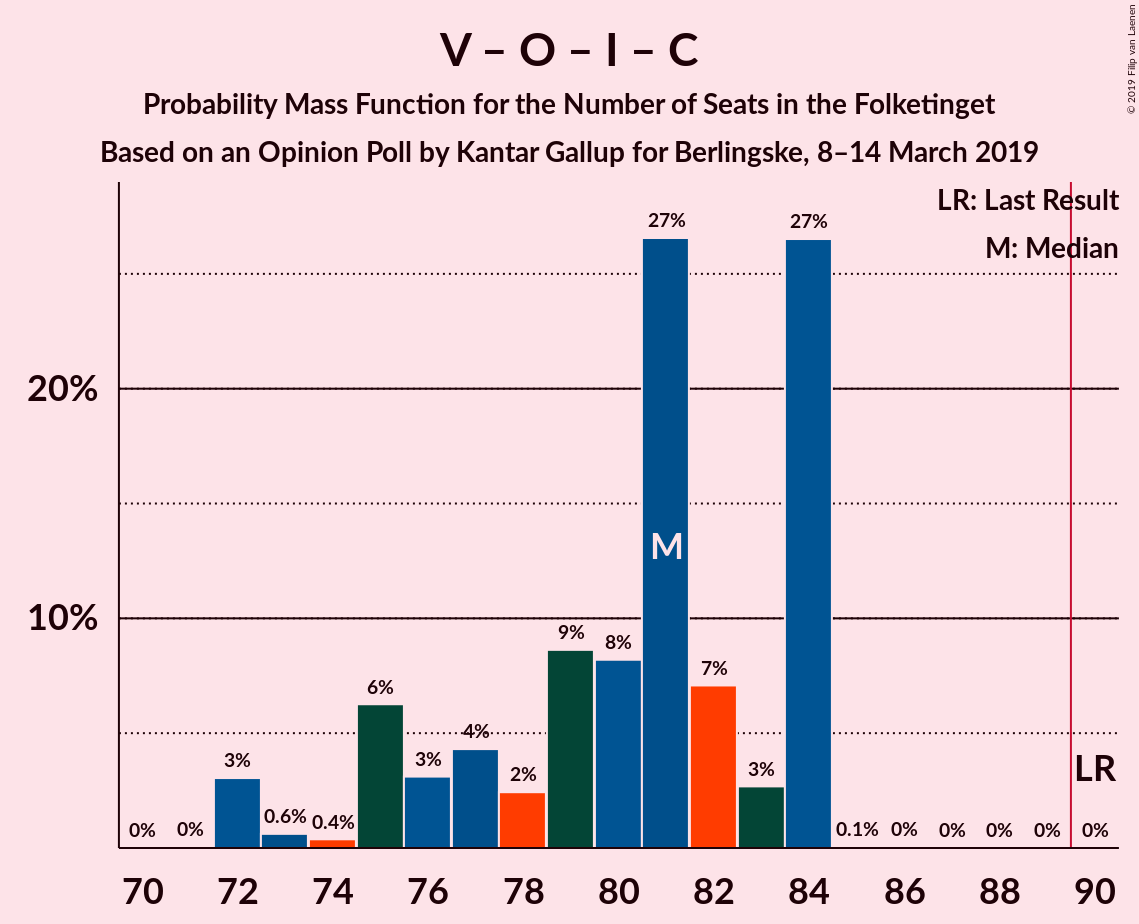 V – O – I – C
Probability Mass Function for the Number of Seats in the Folketinget
Based on an Opinion Poll by Kantar Gallup for Berlingske, 8–14 March 2019
© 2019 Filip van Laenen
LR: Last Result
M: Median
20%
10%
0%
0%
3%
0.6%
0.4%
6%
3%
4%
2%
9%
8%
27%
M
7%
3%
27%
0.1%
0%
0%
0%
0%
0%
LR
70 72 74 76 78 80 82 84 86 88 90